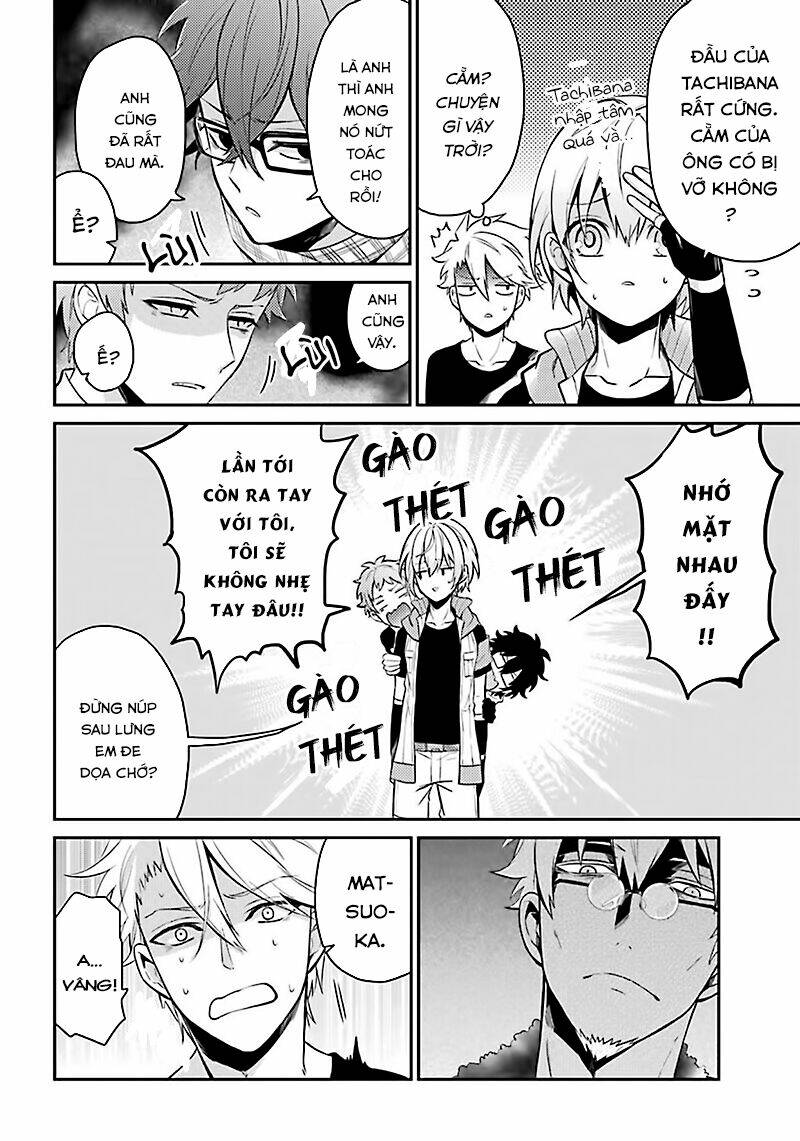 ĐẦU CỦA
TACHIBANA
RẤT CỨNG.
CẰM CỦA
ÔNG CÓ BỊ
VỠ KHÔNG
?
Tachibana
nhập tâm
quá và...
CẰM?
CHUYỆN
GÌ VẬY
TRỜI?
LÀ ANH
THÌ ANH
MONG
NÓ NỨT
TOÁC
CHO
RỒI!
ANH
CŨNG
ĐÃ RẤT
ĐAU MÀ.
Ể?
LÙI
ANH
CŨNG
VẬY.
LÙI
Ế?
NHỚ
MẶT
NHAU
ĐẤY
!!
GÀO
THÉT
GÀO
THÉT
LẦN TỚI
CÒN RA TAY
VỚI TÔI,
TÔI SẼ
KHÔNG NHẸ
TAY ĐÂU!!
GÀO
THÉT
ĐỪNG NÚP
SAU LƯNG
EM ĐE
DỌA CHỚ?
MAT-
SUO-
KA.
A...
VÂNG!